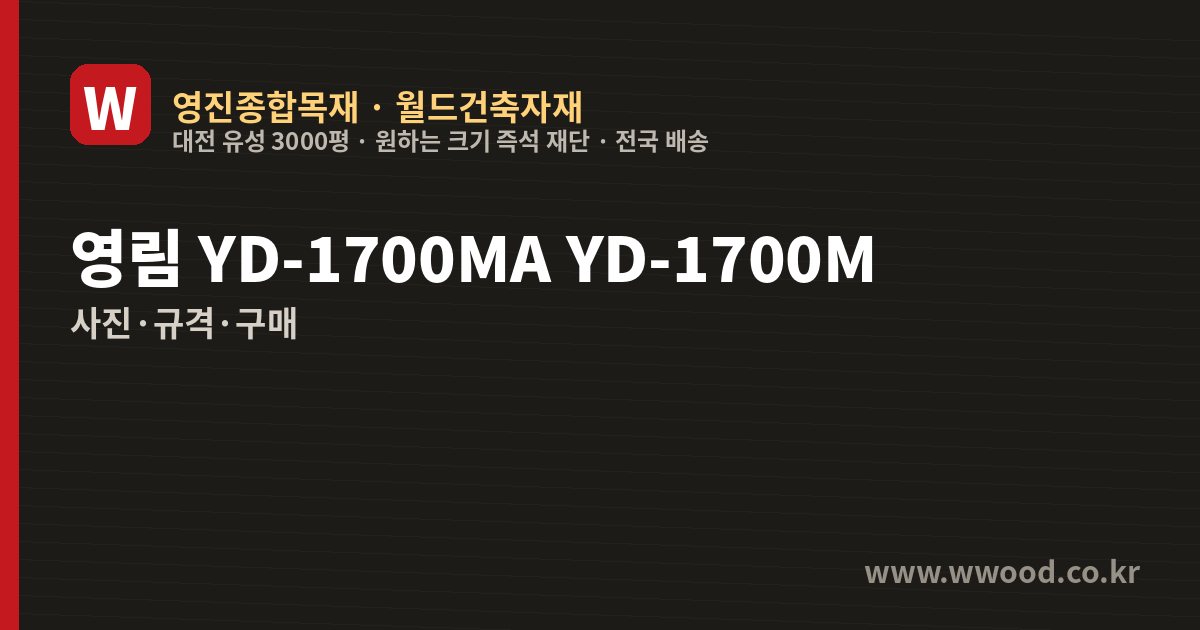 W
영진종합목재 · 월드건축자재
대전 유성 3000평 · 원하는 크기 즉석 재단 · 전국 배송
영림 YD-1700MA YD-1700M
사진·규격·구매
www.wwood.co.kr